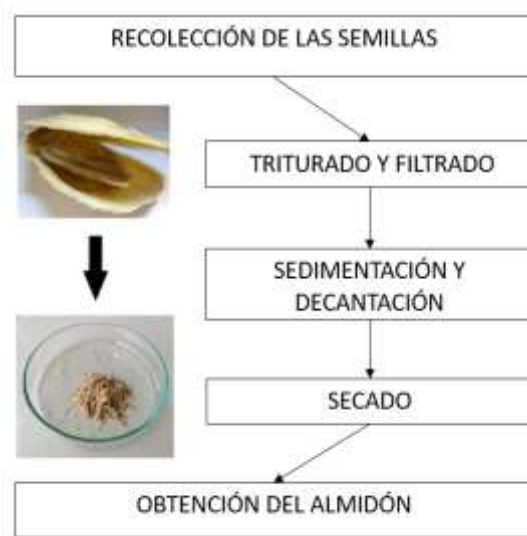 RECOLECCIÓN DE LAS SEMILLAS
TRITURADO Y FILTRADO
SEDIMENTACIÓN Y
DECANTACIÓN
SECADO
OBTENCIÓN DEL ALMIDÓN